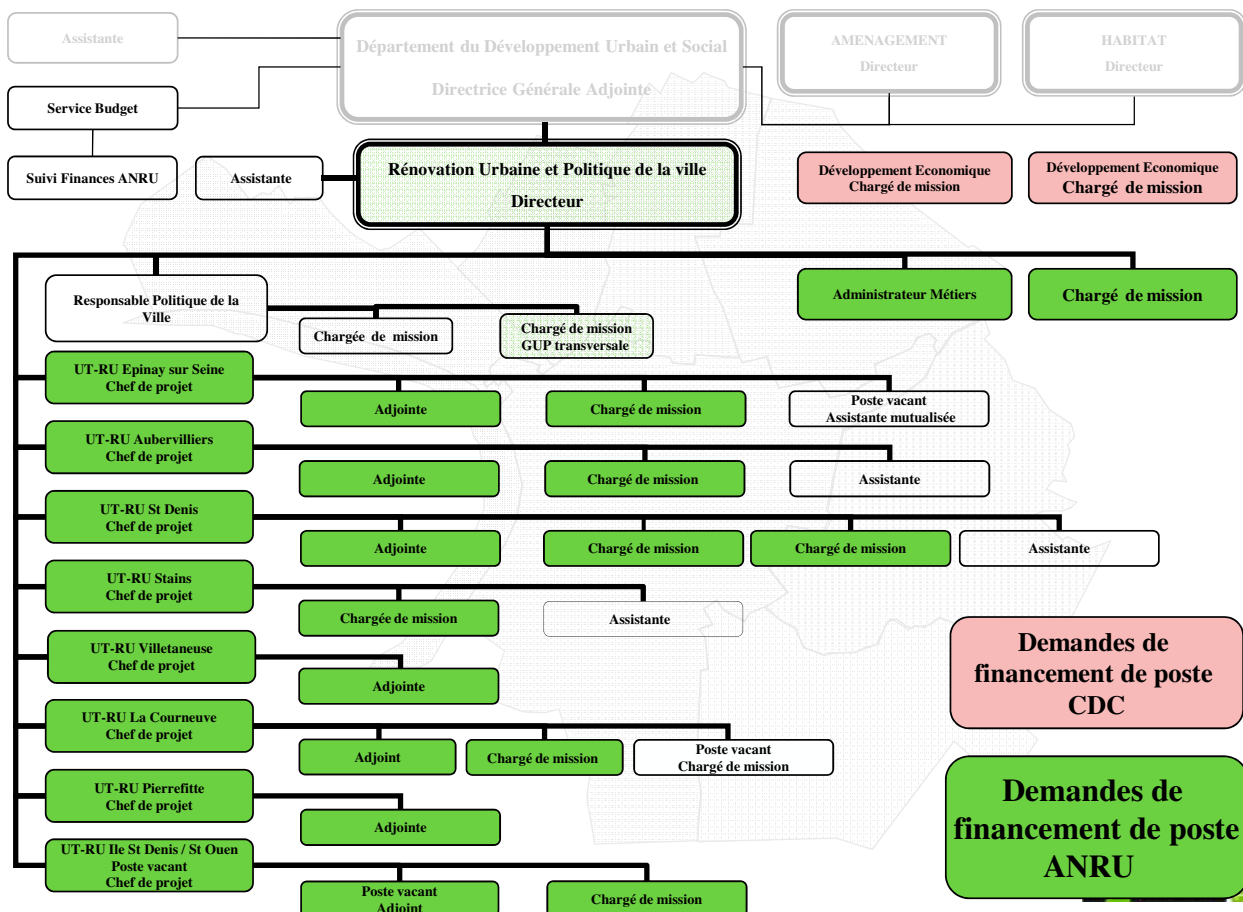 Assistante
Département du Développement Urbain et Social
Directrice Générale Adjointe
AMENAGEMENT
Directeur
HABITAT
Directeur
Service Budget
Suivi Finances ANRU
Assistante
Rénovation Urbaine et Politique de la ville
Directeur
Développement Economique
Chargé de mission
Développement Economique
Chargé de mission
Responsable Politique de la
Ville
Chargée de mission
Chargé de mission
GUP transversale
Administrateur Métiers
Chargé de mission
UT-RU Epinay sur Seine
Chef de projet
Adjointe
Chargé de mission
Poste vacant
Assistante mutualisée
UT-RU Aubervilliers
Chef de projet
Adjointe
Chargé de mission
Assistante
UT-RU St Denis
Chef de projet
Adjointe
Chargé de mission
Chargé de mission
Assistante
UT-RU Stains
Chef de projet
Chargée de mission
Assistante
UT-RU Villetaneuse
Chef de projet
Adjointe
UT-RU La Courneuve
Chef de projet
Adjoint
Chargé de mission
Poste vacant
Chargé de mission
UT-RU Pierrefitte
Chef de projet
Adjointe
UT-RU Ile St Denis / St Ouen
Poste vacant
Chef de projet
Poste vacant
Adjoint
Chargé de mission
Demandes de
financement de poste
CDC
Demandes de
financement de poste
ANRU